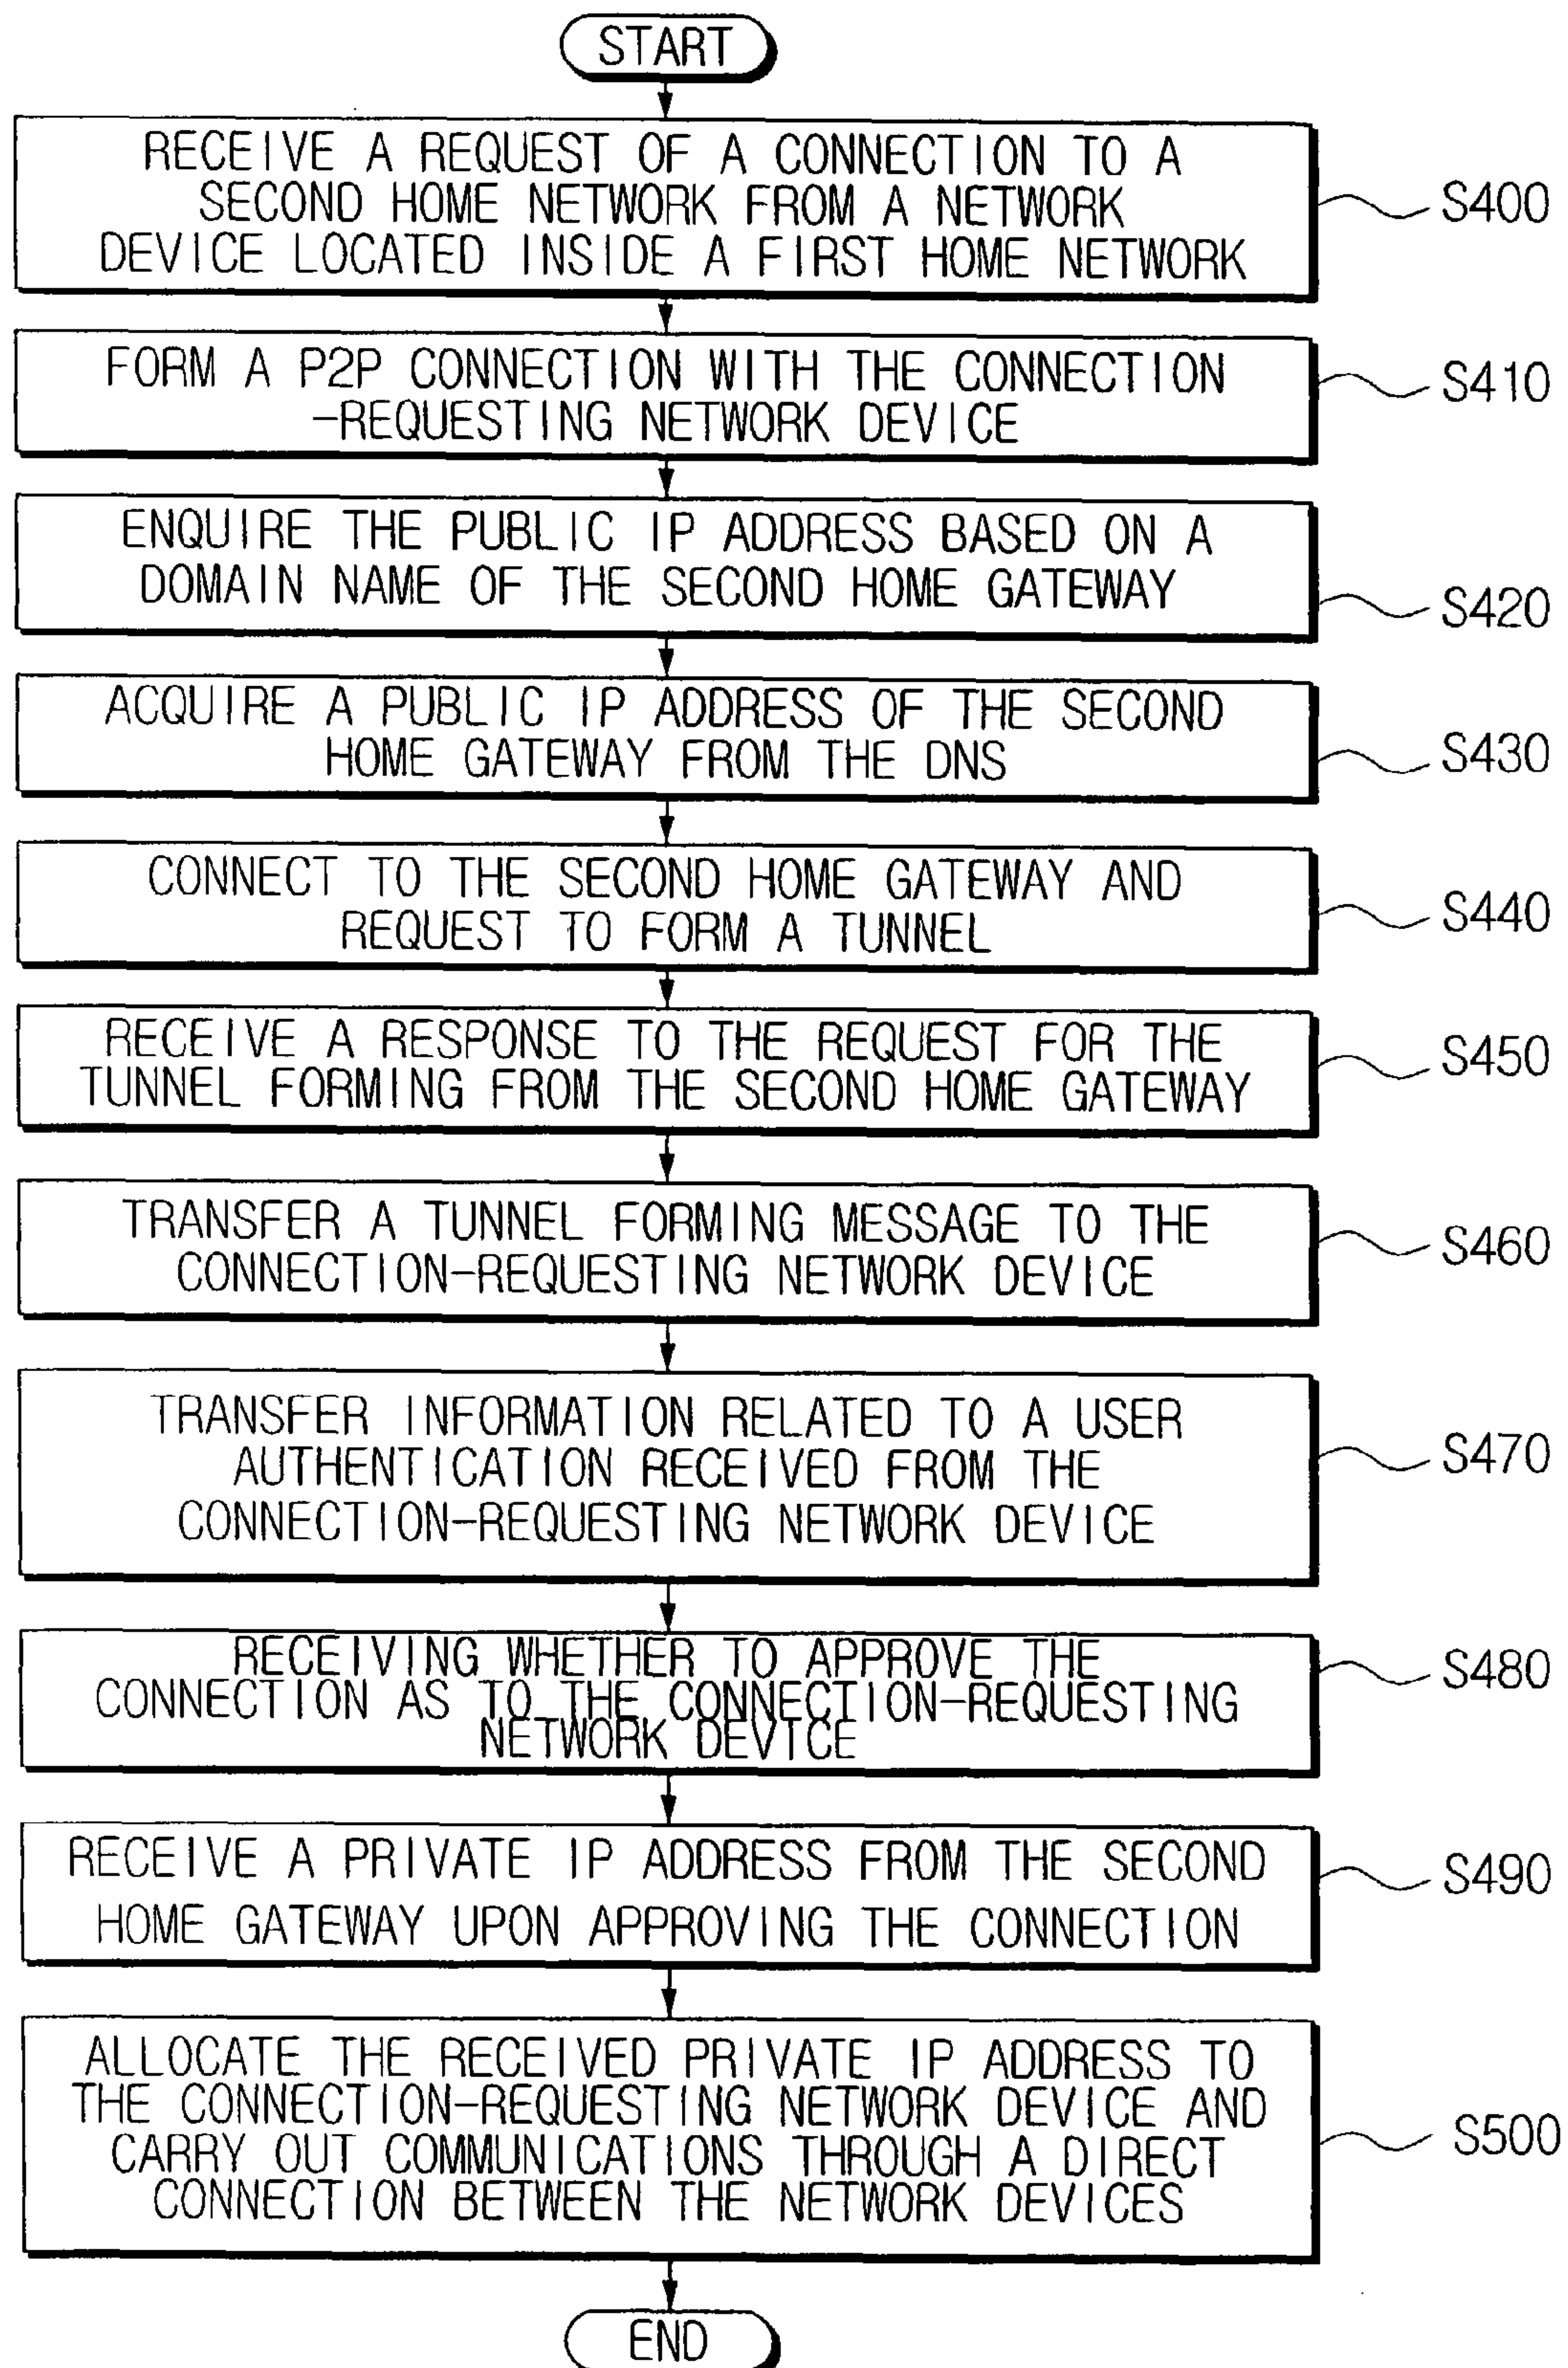 START
RECEIVE A REQUEST OF A CONNECTION TO A
SECOND HOME NETWORK FROM A NETWORK
DEVICE LOCATED INSIDE A FIRST HOME NETWORK
S400
FORM A P2P CONNECTION WITH THE CONNECTION
-REQUESTING NETWORK DEVICE
S410
ENQUIRE THE PUBLIC IP ADDRESS BASED ON A
DOMAIN NAME OF THE SECOND HOME GATEWAY
S420
ACQUIRE A PUBLIC IP ADDRESS OF THE SECOND
HOME GATEWAY FROM THE DNS
S430
CONNECT TO THE SECOND HOME GATEWAY AND
REQUEST TO FORM A TUNNEL
S440
RECEIVE A RESPONSE TO THE REQUEST FOR THE
TUNNEL FORMING FROM THE SECOND HOME GATEWAY
S450
TRANSFER A TUNNEL FORMING MESSAGE TO THE
CONNECTION-REQUESTING NETWORK DEVICE
S460
TRANSFER INFORMATION RELATED TO A USER
AUTHENTICATION RECEIVED FROM THE
CONNECTION-REQUESTING NETWORK DEVICE
S470
RECEIVING WHETHER TO APPROVE THE
CONNECTION AS TO THE CONNECTION-REQUESTING
NETWORK DEVICE
S480
RECEIVE A PRIVATE IP ADDRESS FROM THE SECOND
HOME GATEWAY UPON APPROVING THE CONNECTION
S490
ALLOCATE THE RECEIVED PRIVATE IP ADDRESS TO
THE CONNECTION-REQUESTING NETWORK DEVICE AND
CARRY OUT COMMUNICATIONS THROUGH A DIRECT
CONNECTION BETWEEN THE NETWORK DEVICES
S500
END